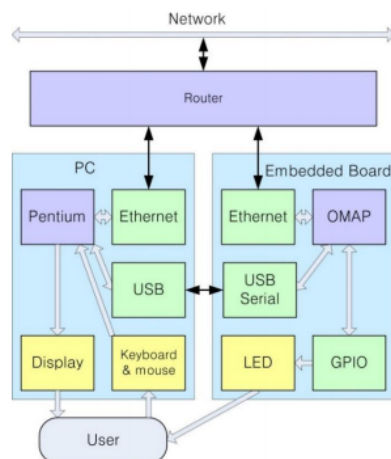 Network
Router
PC
Embedded Board
Pentium
Ethernet
Ethernet
OMAP
USB
USB
Serial
Display
Keyboard
& mouse
LED
GPIO
User